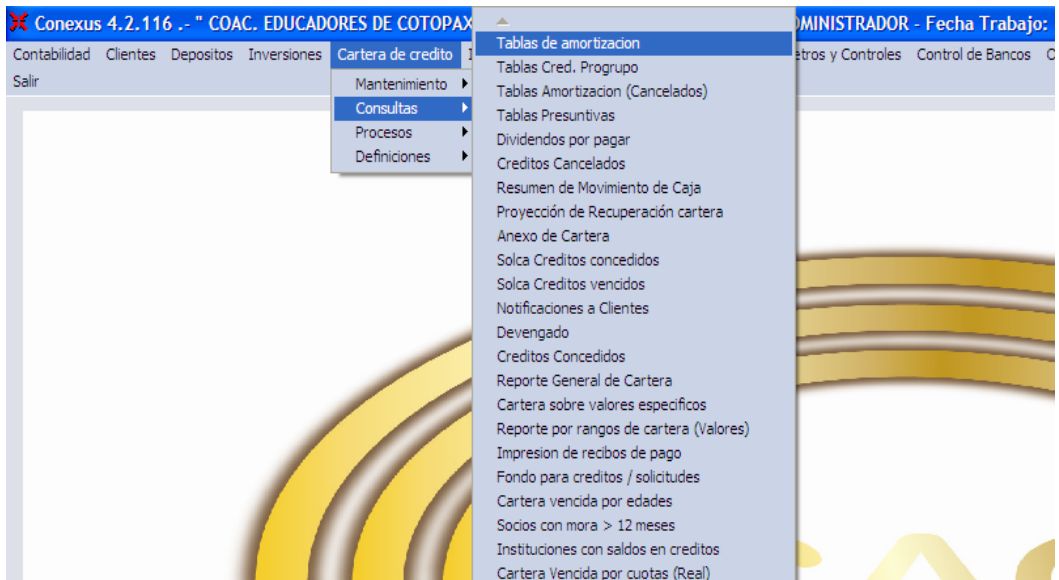 Conexus 4.2.116 .- " COAC. EDUCADORES DE COTOPAX
MINISTRADOR - Fecha Trabajo:
Contabilidad Clientes Depositos Inversiones Cartera de credito
tros y Controles Control de Bancos
Salir
Mantenimiento
Consultas
Procesos
Definiciones
Tablas de amortizacion
Tablas Cred. Progrupo
Tablas Amortizacion (Cancelados)
Tablas Presuntivas
Dividendos por pagar
Creditos Cancelados
Resumen de Movimiento de Caja
Proyección de Recuperación cartera
Anexo de Cartera
Solca Creditos concedidos
Solca Creditos vencidos
Notificaciones a Clientes
Devengado
Creditos Concedidos
Reporte General de Cartera
Cartera sobre valores especificos
Reporte por rangos de cartera (Valores)
Impresion de recibos de pago
Fondo para creditos / solicitudes
Cartera vencida por edades
Socios con mora > 12 meses
Instituciones con saldos en creditos
Cartera Vencida por cuotas (Real)